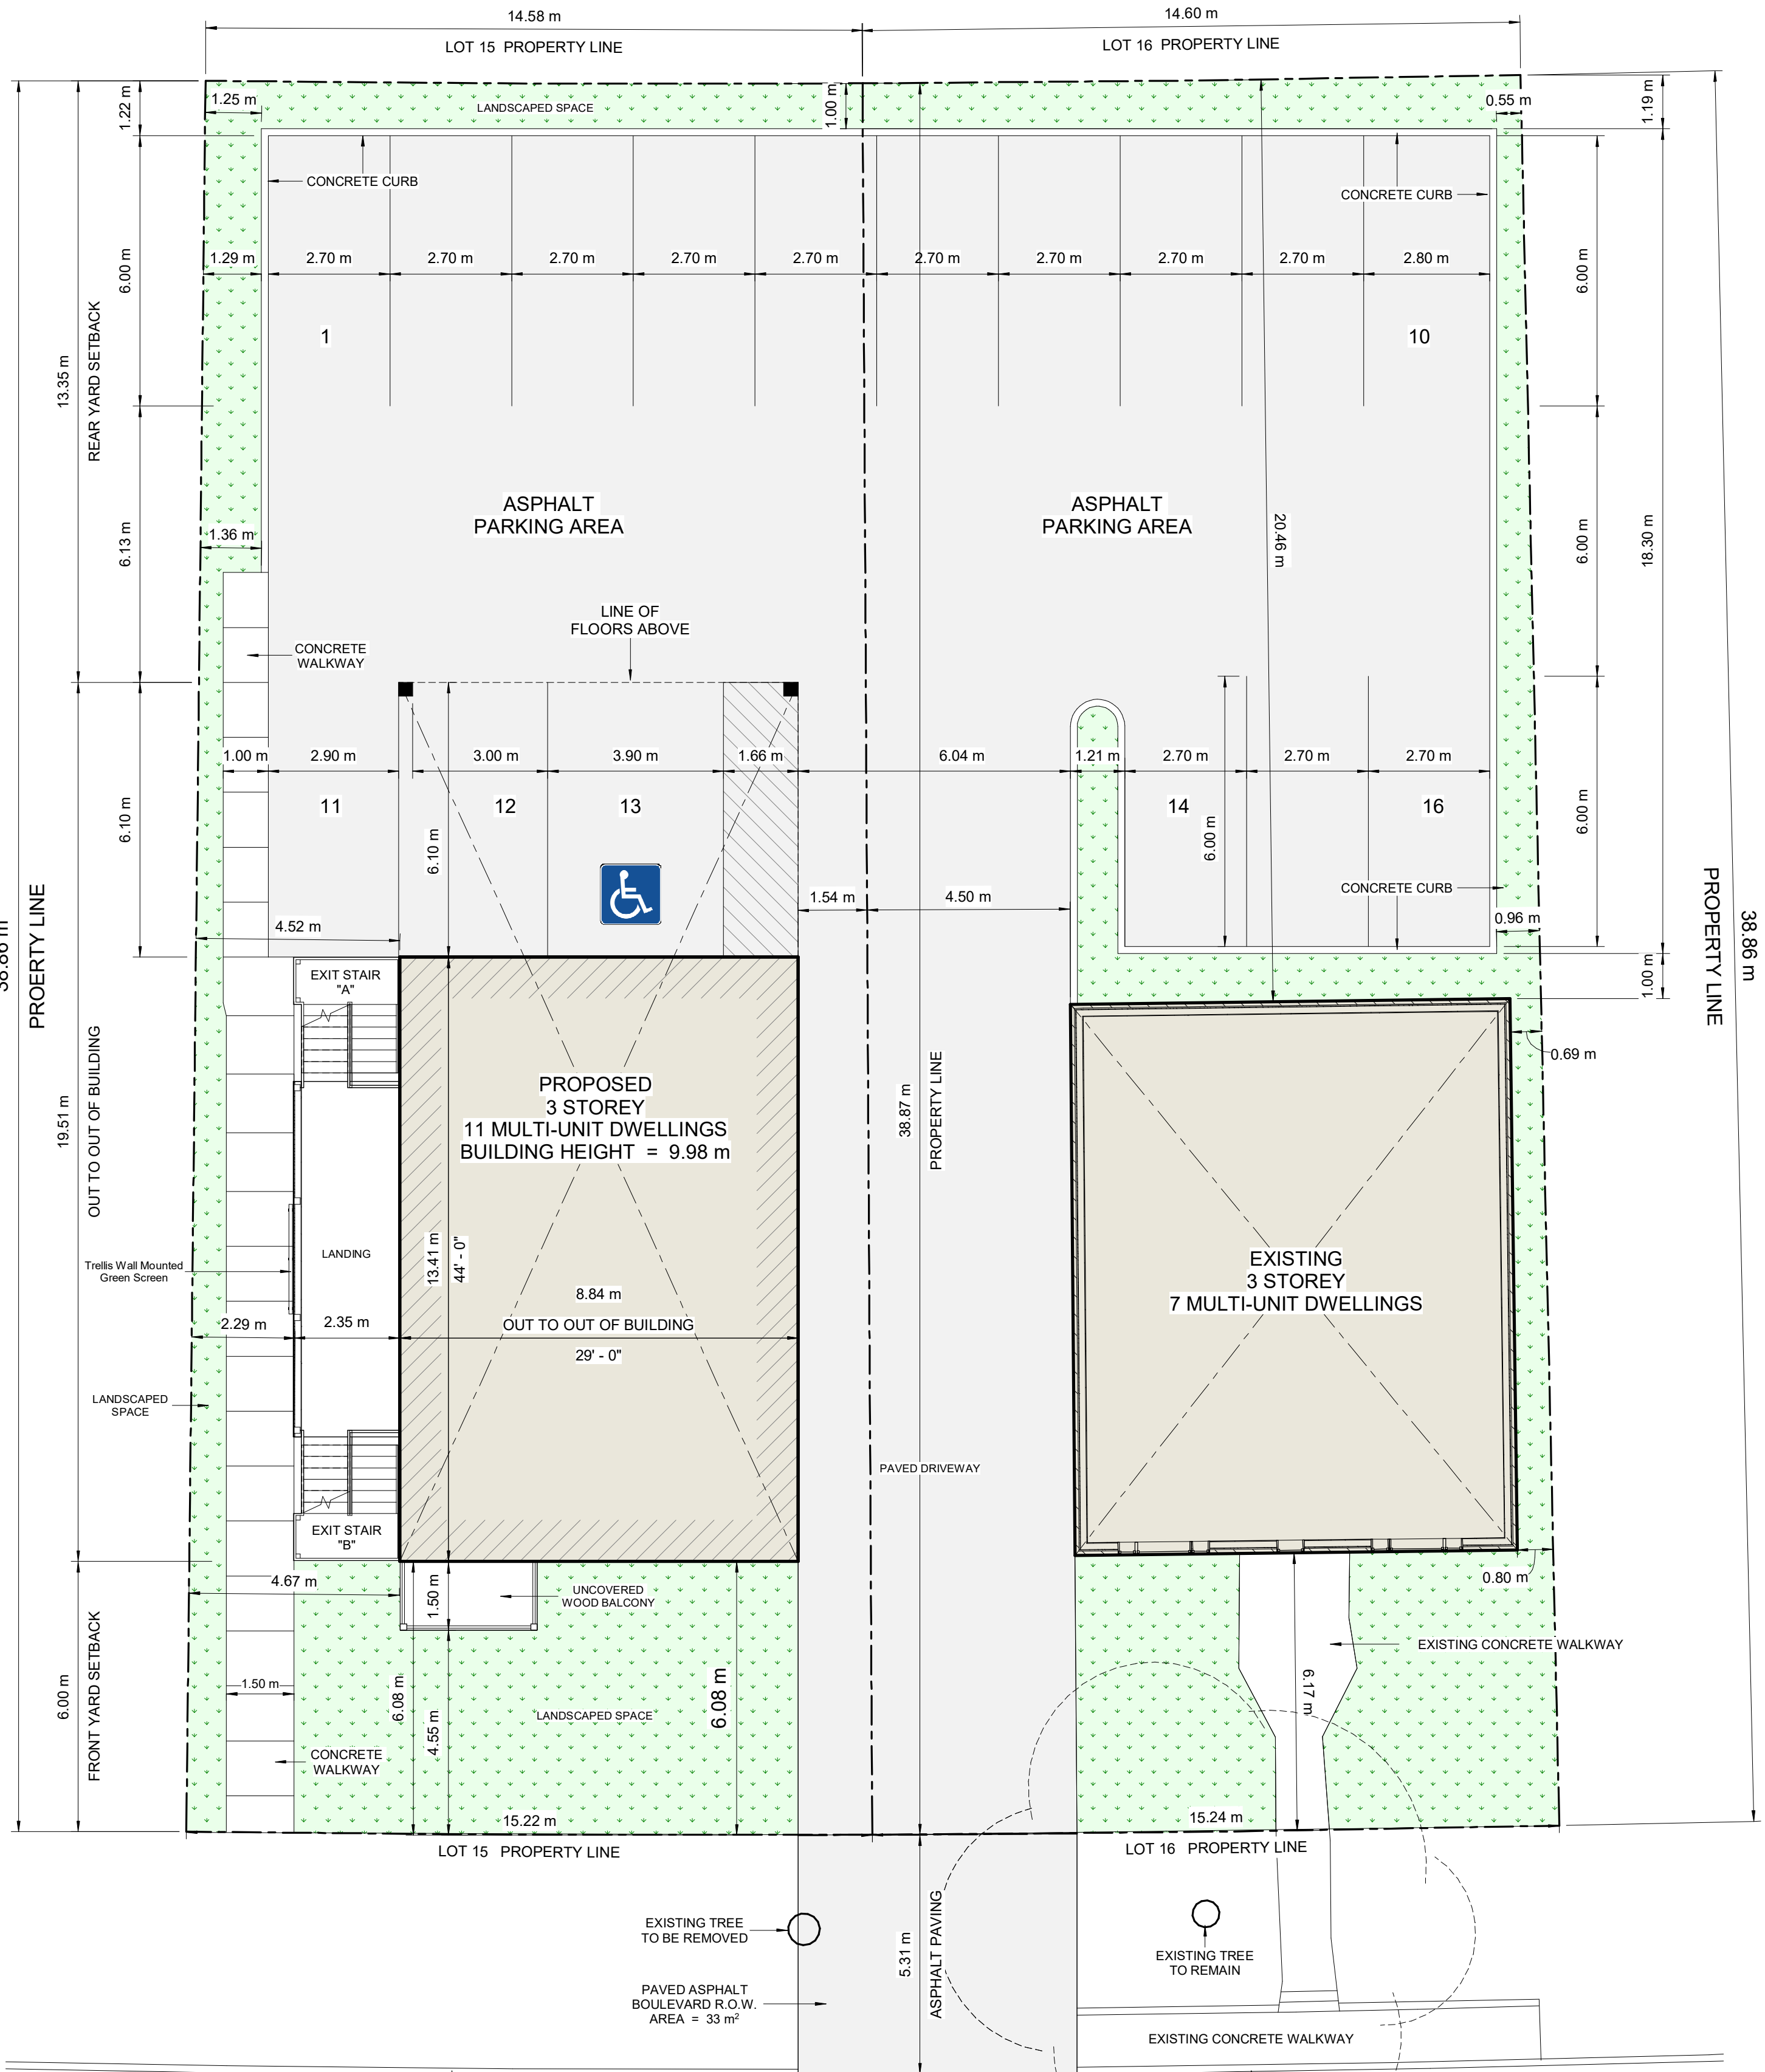 14.58 m
14.60 m
LOT 15 PROPERTY LINE
LOT 16 PROPERTY LINE
1.22 m
1.25 m
LANDSCAPED SPACE
1.00 m
0.55 m
1.19 m
CONCRETE CURB
CONCRETE CURB
1.29 m
2.70 m
2.70 m
2.70 m
2.70 m
2.70 m
2.70 m
2.70 m
2.70 m
2.70 m
2.80 m
6.00 m
6.00 m
13.35 m
REAR YARD SETBACK
1
10
ASPHALT
PARKING AREA
ASPHALT
PARKING AREA
20.46 m
6.13 m
1.36 m
6.00 m
18.30 m
LINE OF
FLOORS ABOVE
CONCRETE
WALKWAY
1.00 m
2.90 m
3.00 m
3.90 m
1.66 m
6.04 m
1.21 m
2.70 m
2.70 m
2.70 m
11
12
13
14
16
6.10 m
6.10 m
6.00 m
6.00 m
CONCRETE CURB
1.54 m
4.50 m
4.52 m
0.96 m
38.86 m
PROERTY LINE
PROPERTY LINE
38.86 m
1.00 m
EXIT STAIR
"A"
0.69 m
PROPOSED
3 STOREY
11 MULTI-UNIT DWELLINGS
BUILDING HEIGHT = 9.98 m
19.51 m
OUT TO OUT OF BUILDING
38.87 m
PROPERTY LINE
LANDING
Trellis Wall Mounted
Green Screen
13.41 m
44' - 0"
EXISTING
3 STOREY
7 MULTI-UNIT DWELLINGS
8.84 m
OUT TO OUT OF BUILDING
29' - 0"
2.29 m
2.35 m
LANDSCAPED
SPACE
PAVED DRIVEWAY
EXIT STAIR
"B"
4.67 m
1.50 m
UNCOVERED
WOOD BALCONY
0.80 m
6.00 m
FRONT YARD SETBACK
1.50 m
6.08 m
4.55 m
LANDSCAPED SPACE
6.08 m
6.17 m
EXISTING CONCRETE WALKWAY
CONCRETE
WALKWAY
15.22 m
15.24 m
LOT 15 PROPERTY LINE
LOT 16 PROPERTY LINE
EXISTING TREE
TO BE REMOVED
5.31 m
ASPHALT PAVING
EXISTING TREE
TO REMAIN
PAVED ASPHALT
BOULEVARD R.O.W.
AREA = 33 m²
EXISTING CONCRETE WALKWAY